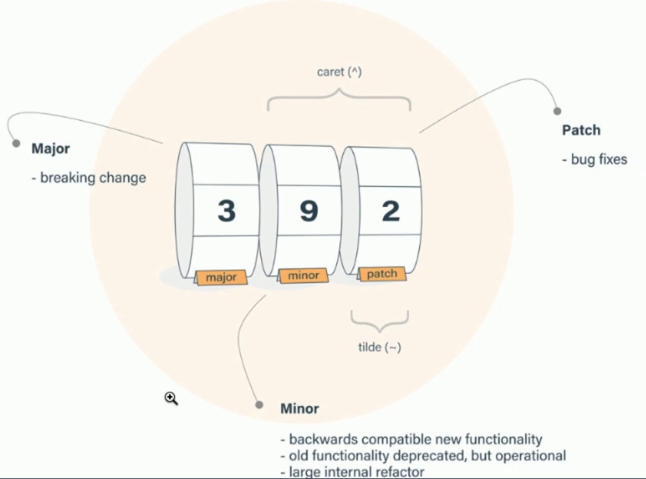 caret (^)
Patch
- bug fixes
Major
- breaking change
3 9 2
major minor patch
tilde (~)
Minor
- backwards compatible new functionality
- old functionality deprecated, but operational
- large internal refactor